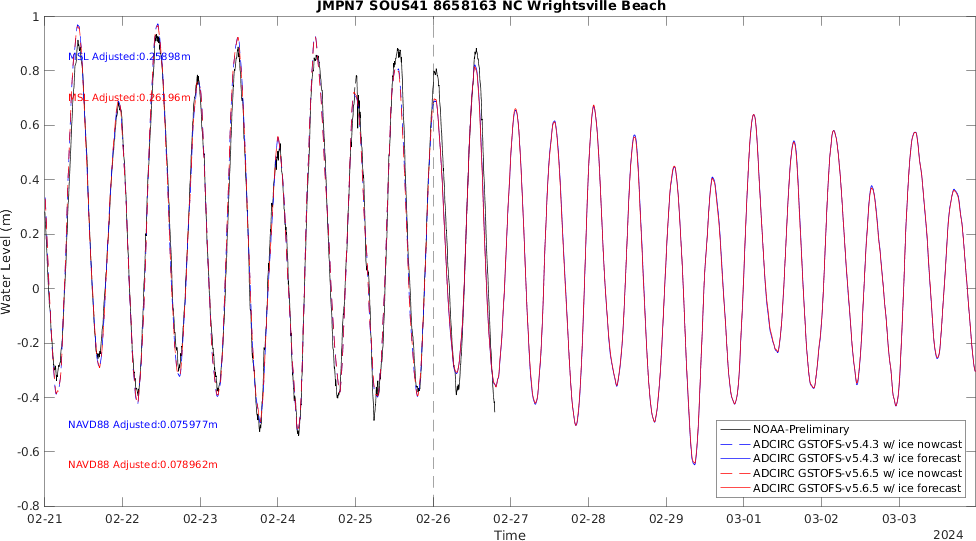 JMPN7 SOUS41 8658163 NC Wrightsville Beach
MSL Adjusted:0.25898m
MSL Adjusted:0.26196m
NAVD88 Adjusted:0.075977m
NAVD88 Adjusted:0.078962m
Water Level (m)
1
0.8
0.6
0.4
0.2
0
-0.2
-0.4
-0.6
-0.8
NOAA-Preliminary
ADCIRC GSTOFS-v5.4.3 w/ ice nowcast
ADCIRC GSTOFS-v5.4.3 w/ ice forecast
ADCIRC GSTOFS-v5.6.5 w/ ice nowcast
ADCIRC GSTOFS-v5.6.5 w/ ice forecast
02-21 02-22 02-23 02-24 02-25 02-26 02-27 02-28 02-29 03-01 03-02 03-03
Time
2024